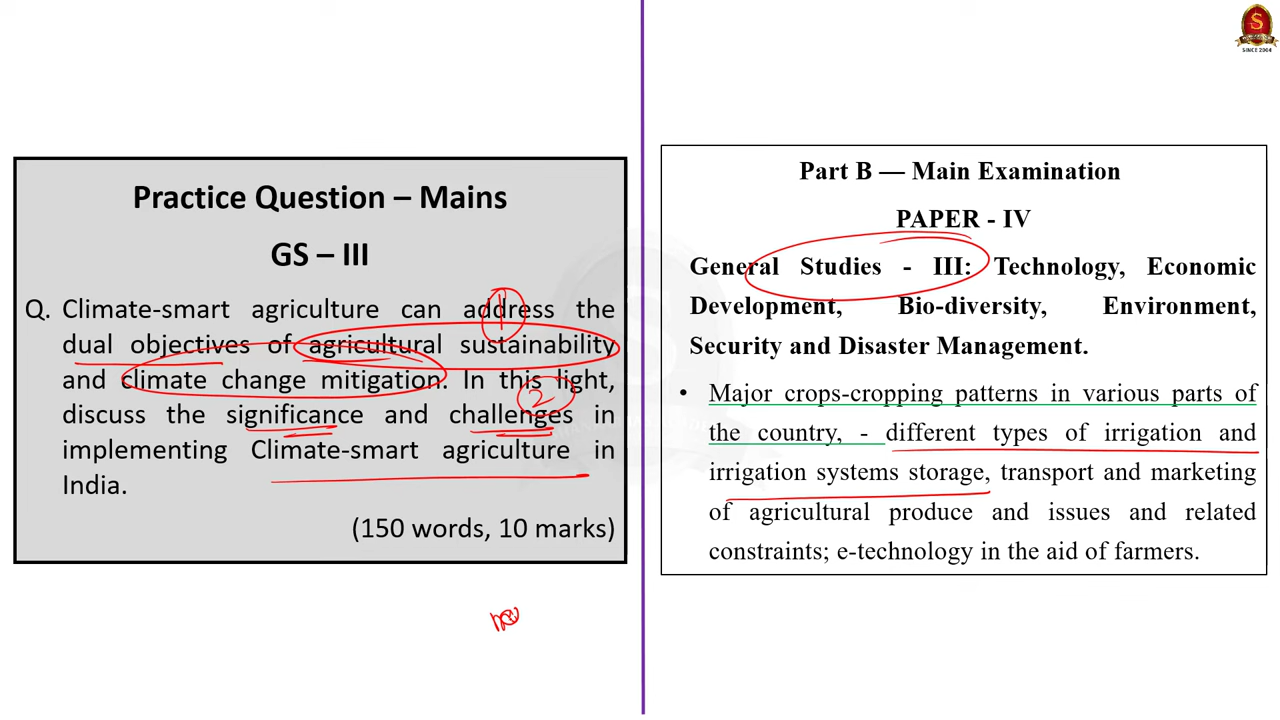 Practice Question – Mains
GS – III
Q. Climate-smart agriculture can address the
dual objectives of agricultural sustainability
and climate change mitigation. In this light,
discuss the significance and challenges in
implementing Climate-smart agriculture in
India.
(150 words, 10 marks)
1
2
Part B — Main Examination
PAPER - IV
General Studies - III: Technology, Economic
Development, Bio-diversity, Environment,
Security and Disaster Management.
• Major crops-cropping patterns in various parts of
the country, - different types of irrigation and
irrigation systems storage, transport and marketing
of agricultural produce and issues and related
constraints; e-technology in the aid of farmers.
S
SINCE 2004